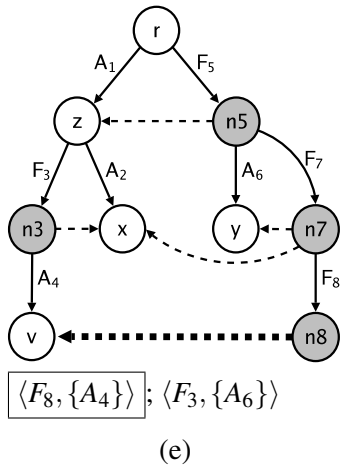 r
A₁ F₅
z n5
F₃ A₂ A₆ F₇
n3 x y n7
A₄ F₈
v n8
⟨F₈, {A₄}⟩; ⟨F₃, {A₆}⟩
(e)